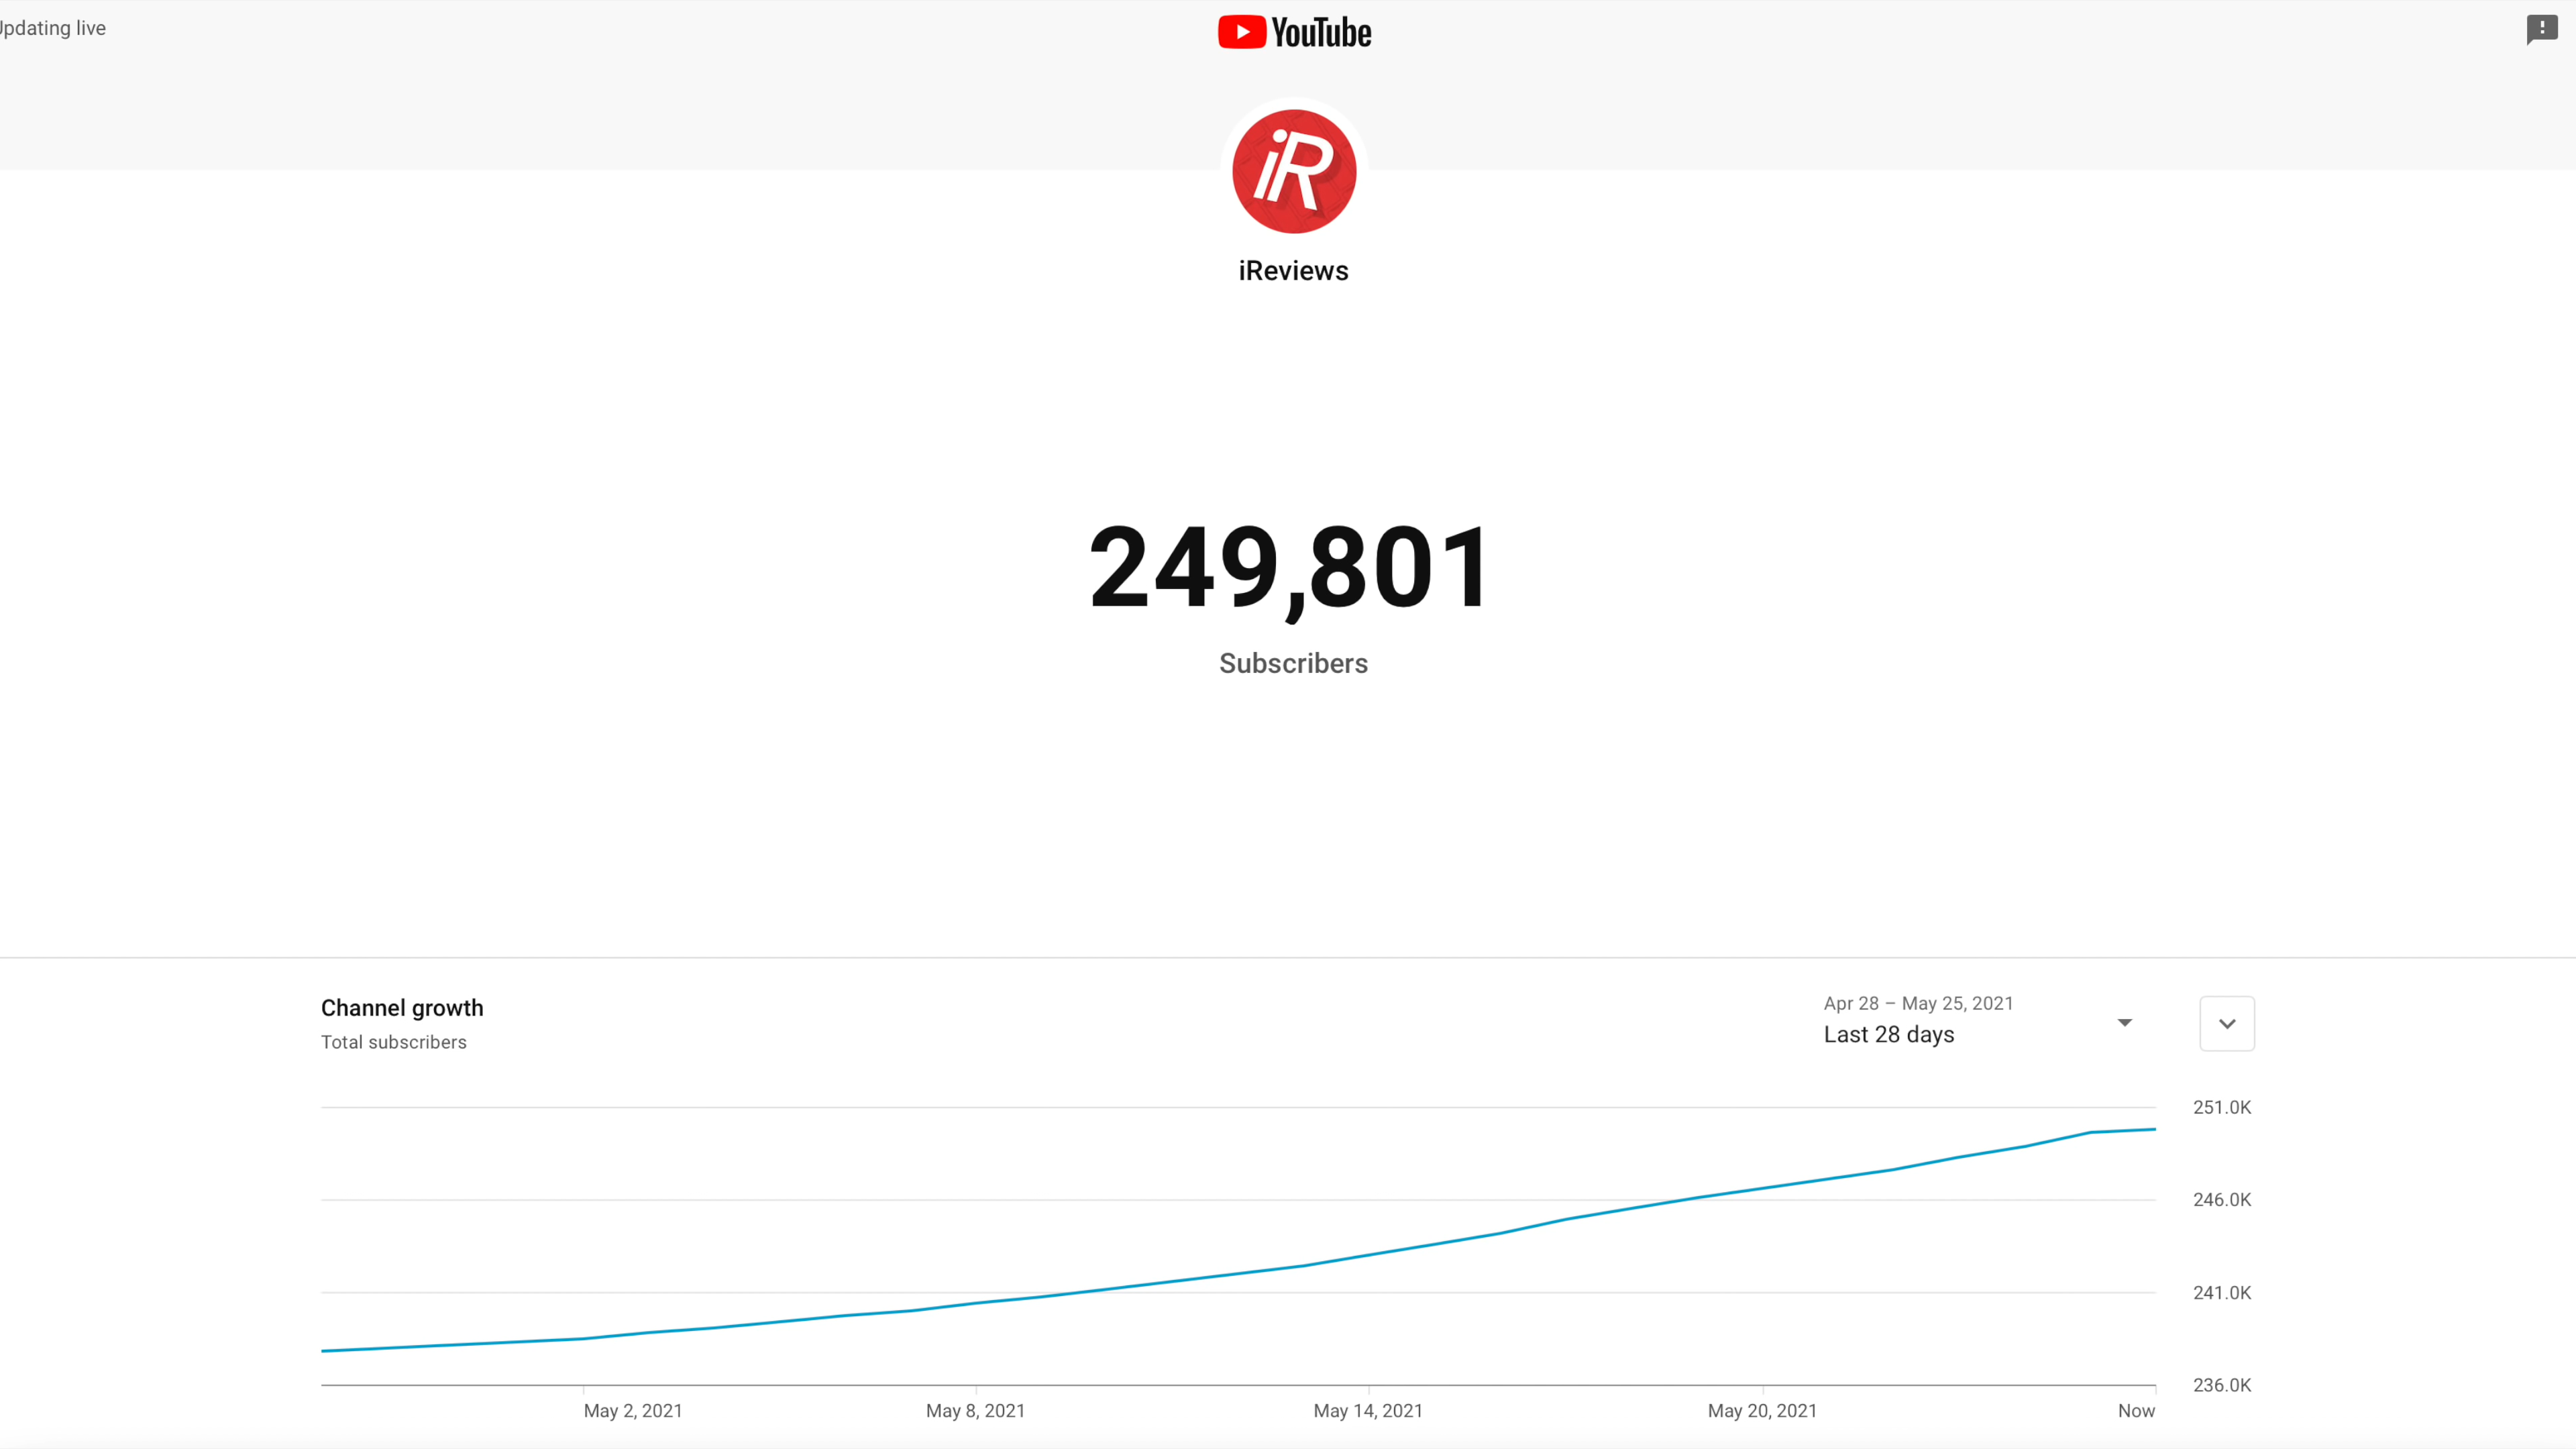 Updating live
YouTube
iR
iReviews
249,801
Subscribers
Channel growth
Total subscribers
Apr 28 – May 25, 2021
Last 28 days
251.0K
246.0K
241.0K
236.0K
May 2, 2021
May 8, 2021
May 14, 2021
May 20, 2021
Now